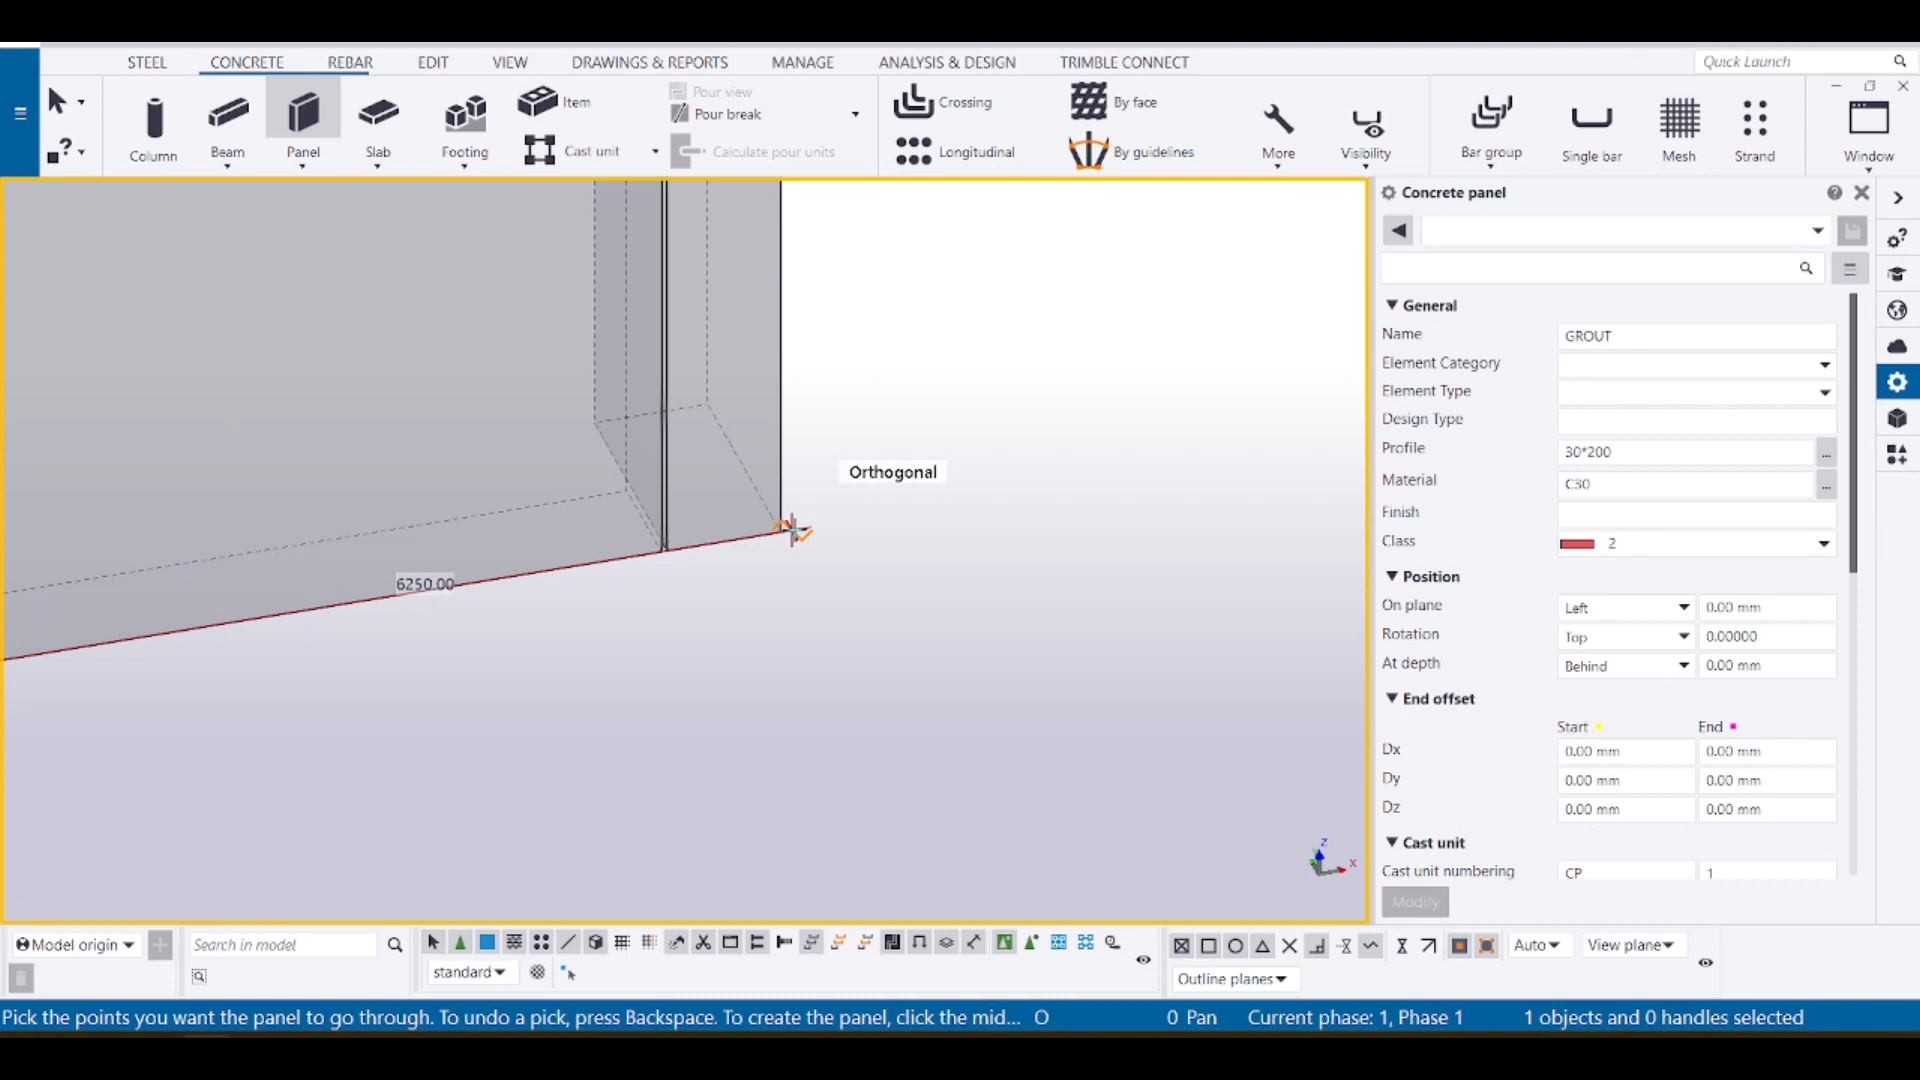 STEEL CONCRETE REBAR EDIT VIEW DRAWINGS & REPORTS MANAGE ANALYSIS & DESIGN TRIMBLE CONNECT Quick Launch
Column Beam Panel Slab Footing
Item
Cast unit
Pour view
Pour break
Calculate pour units
Crossing
Longitudinal
By face
By guidelines
More Visibility
Bar group Single bar Mesh Strand
Window
Concrete panel
General
Name GROUT
Element Category
Element Type
Design Type
Profile 30*200 ...
Material C30 ...
Finish
Class 2
Position
On plane Left 0.00 mm
Rotation Top 0.00000
At depth Behind 0.00 mm
End offset
Start End
Dx 0.00 mm 0.00 mm
Dy 0.00 mm 0.00 mm
Dz 0.00 mm 0.00 mm
Cast unit
Cast unit numbering CP 1
Modify
Orthogonal
6250.00
Z
X
Model origin Search in model
standard
Auto View plane
Outline planes
Pick the points you want the panel to go through. To undo a pick, press Backspace. To create the panel, click the mid... O 0 Pan Current phase: 1, Phase 1 1 objects and 0 handles selected